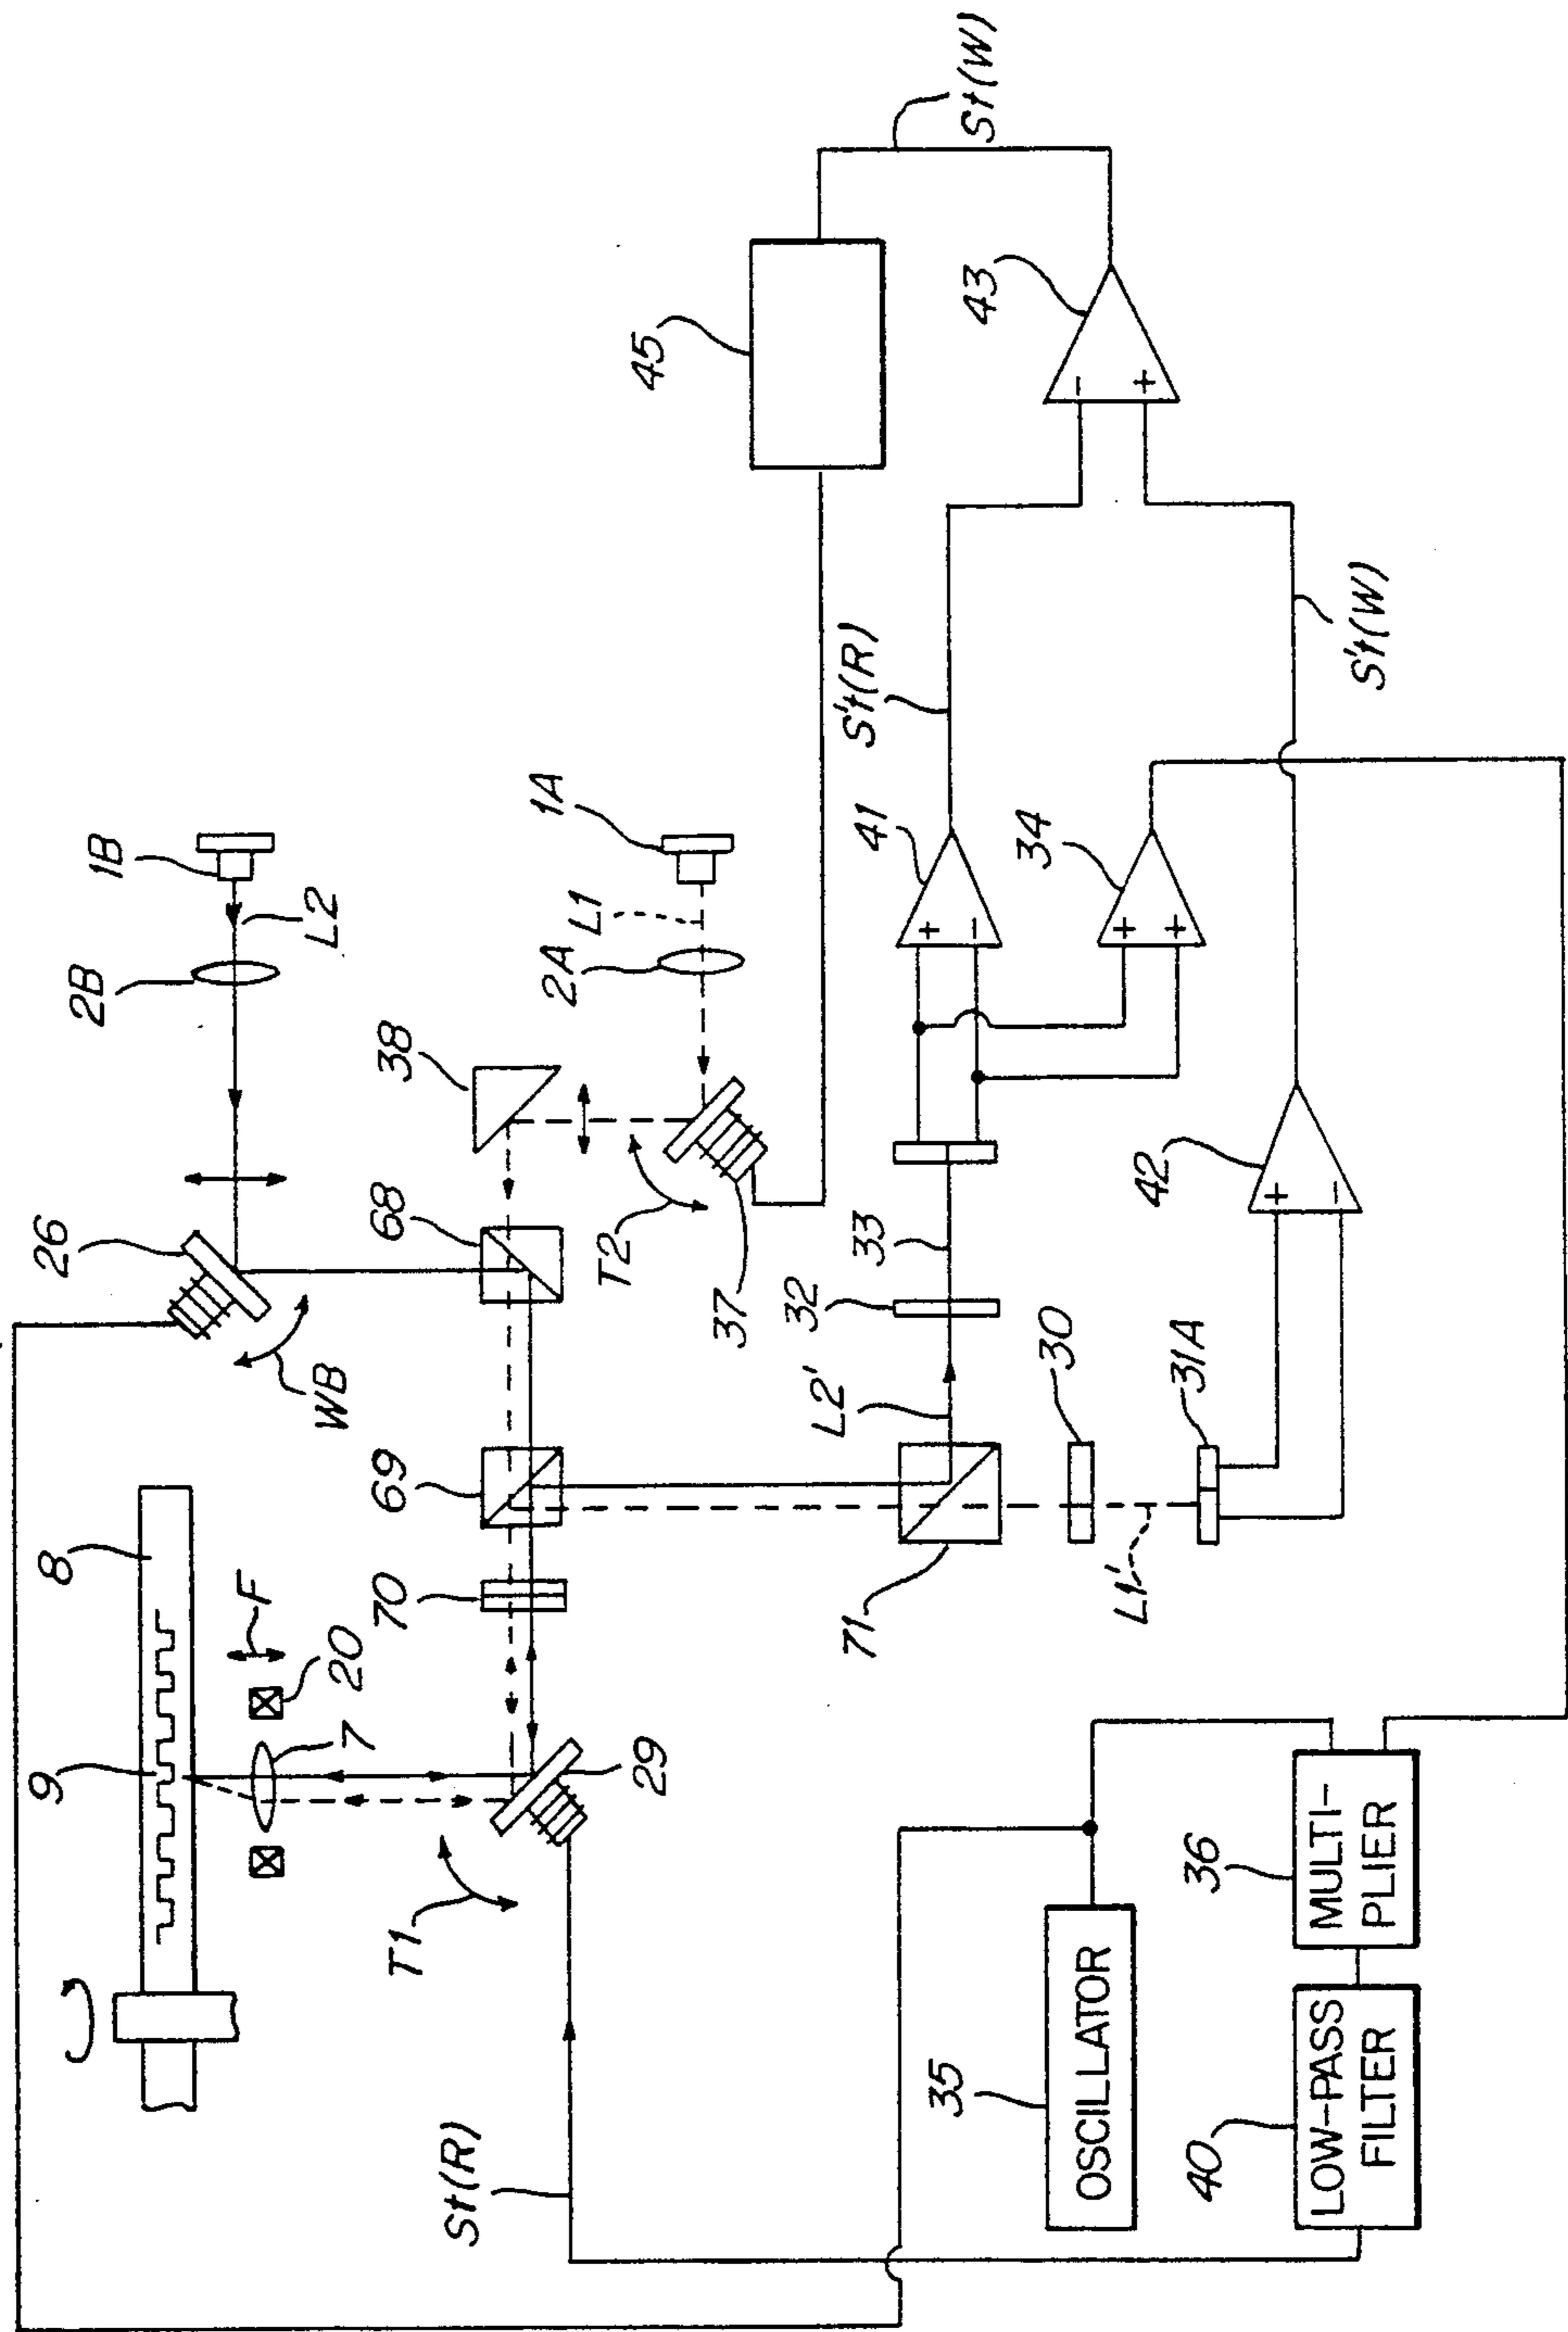 9
8
26
2B
1B
F
WB
L2
20
7
T1
70
69
68
38
St(R)
2A
1A
L1
T2
29
45
37
L2'
71
33
41
S't(R)
35
32
43
St(W)
34
30
OSCILLATOR
L1'
42
31A
40
36
LOW-PASS
FILTER
MULTI-
PLIER
+
-
+
+
+
-
-
+
S't(W)